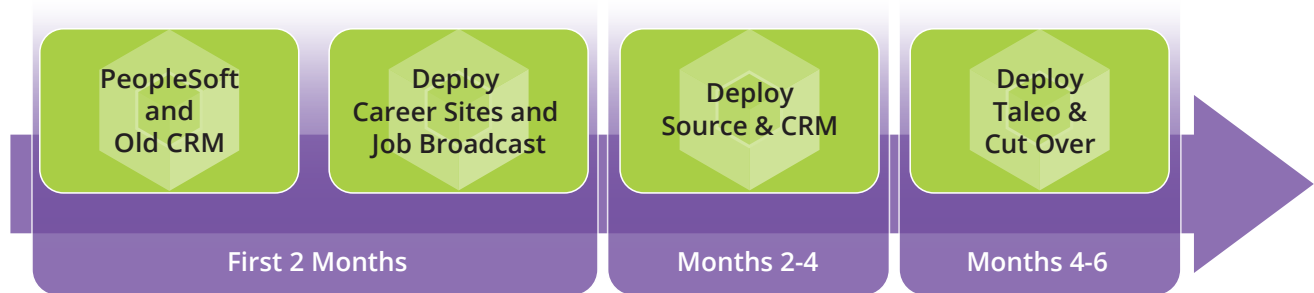 PeopleSoft
and
Old CRM
Deploy
Career Sites and
Job Broadcast
Deploy
Source & CRM
Deploy
Taleo &
Cut Over
First 2 Months
Months 2-4
Months 4-6